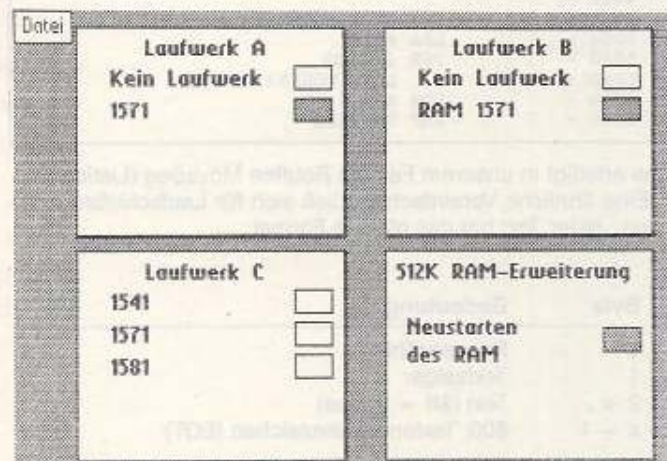 Datei
Laufwerk A
Kein Laufwerk
1571
Laufwerk B
Kein Laufwerk
RAM 1571
Laufwerk C
1541
1571
1581
512K RAM-Erweiterung
Neustarten
des RAM